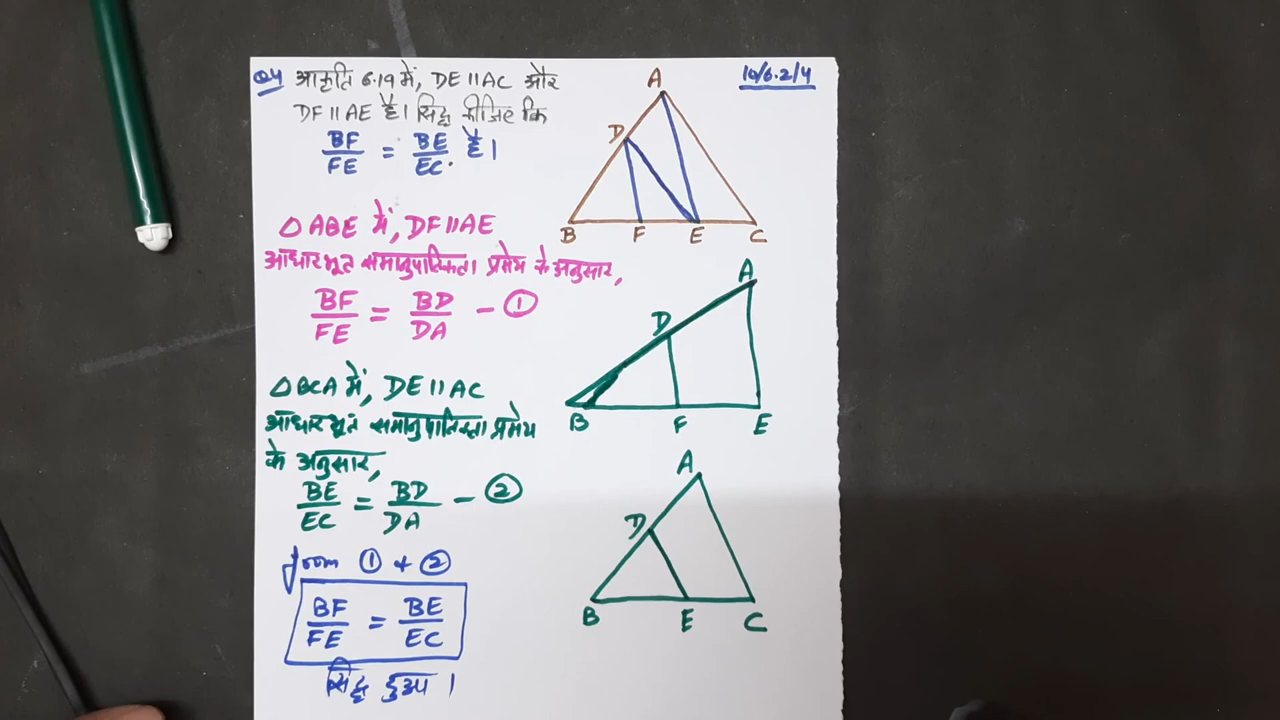 Q4 आकृति 6.19 में, DE || AC और
DF || AE है। सिद्ध कीजिए कि
BF/FE = BE/EC. है।
10/6.2/4
A
D
B F E C
△ABE में, DF || AE
आधारभूत समानुपातिकता प्रमेय के अनुसार,
BF/FE = BD/DA - ①
A
D
B F E
△BCA में, DE || AC
आधारभूत समानुपातिकता प्रमेय
के अनुसार,
BE/EC = BD/DA - ②
A
D
B E C
from ① & ②
BF/FE = BE/EC
सिद्ध हुआ।